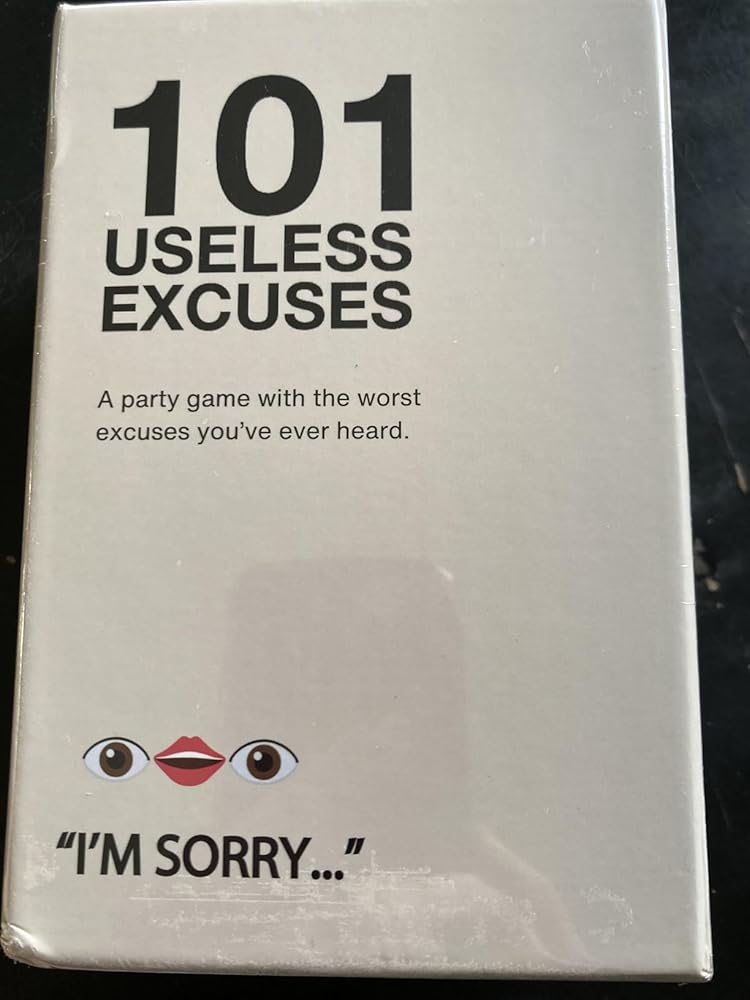 101
USELESS
EXCUSES
A party game with the worst
excuses you've ever heard.
"I'M SORRY..."